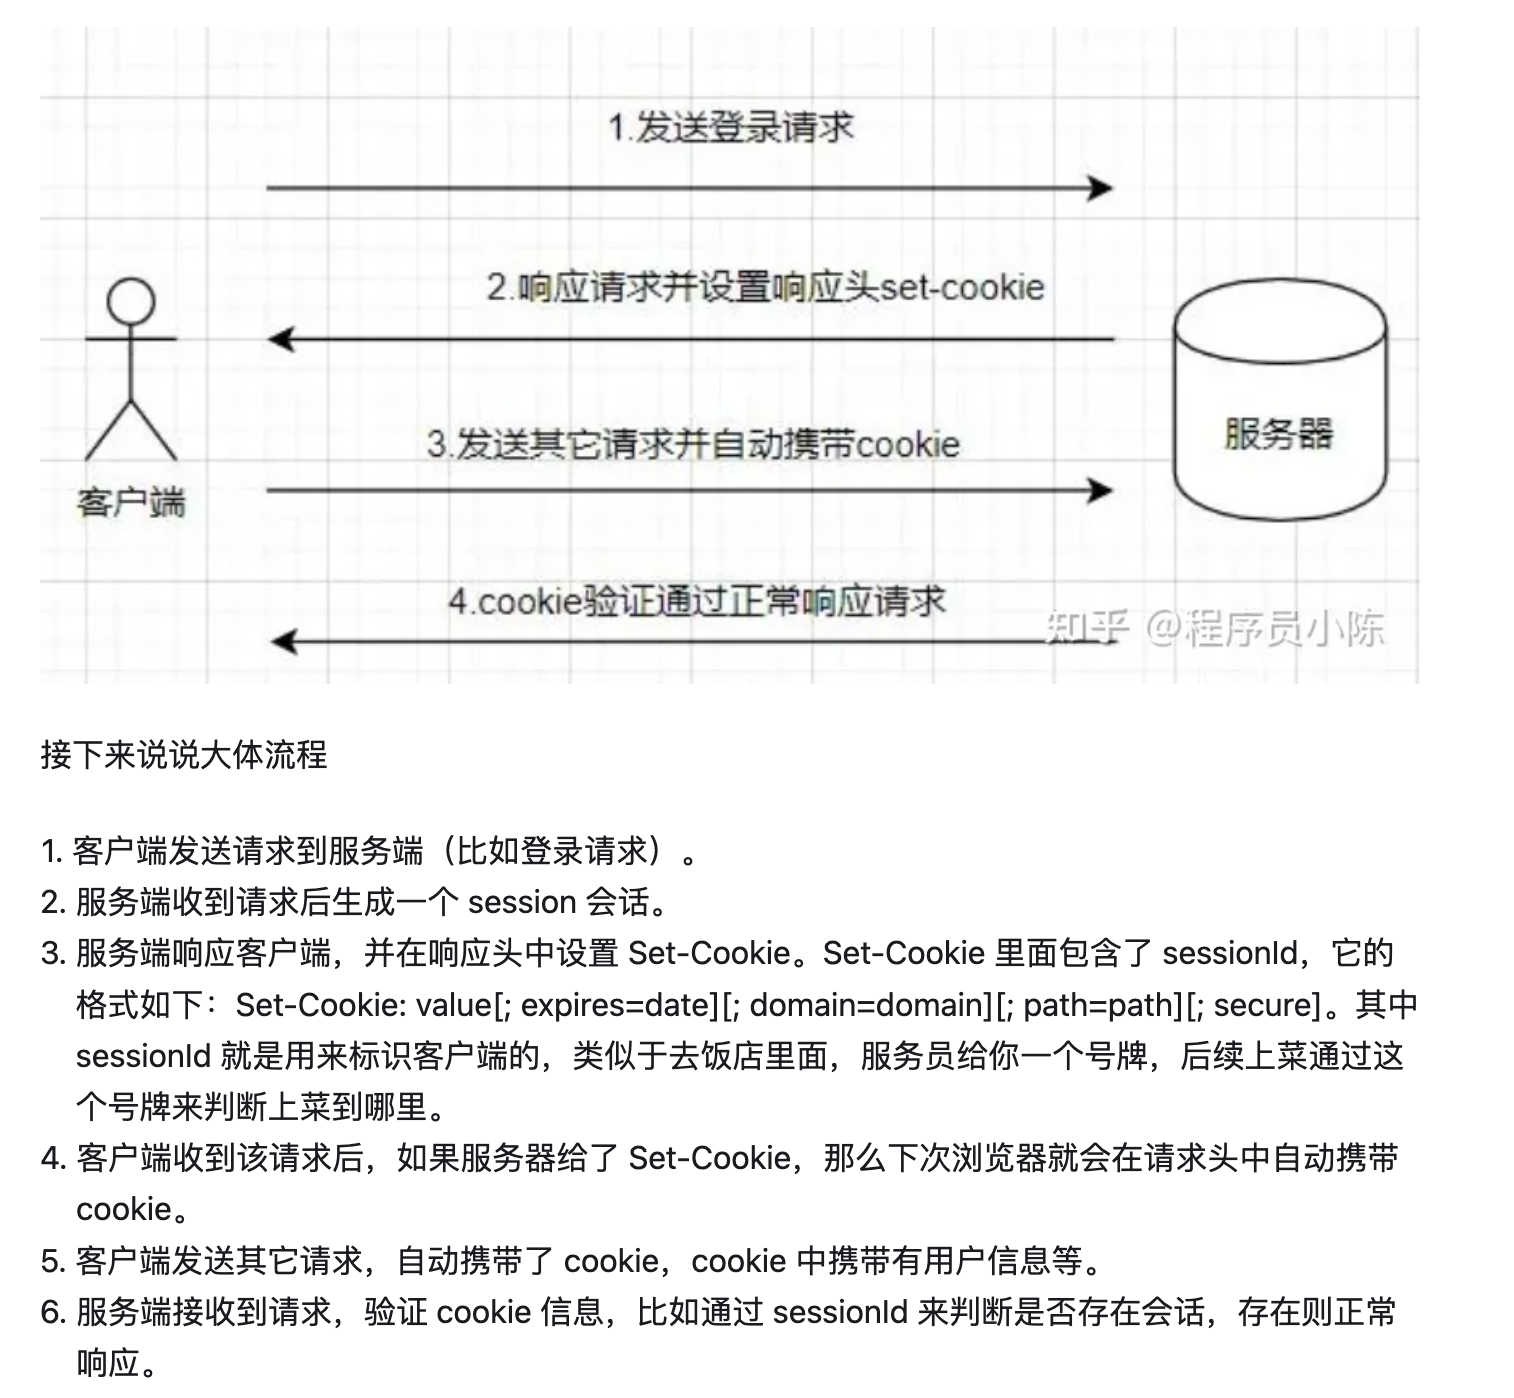 1.发送登录请求
2.响应请求并设置响应头set-cookie
3.发送其它请求并自动携带cookie
服务器
客户端
4.cookie验证通过正常响应请求
知乎 @程序员小陈
接下来说说大体流程
1. 客户端发送请求到服务端（比如登录请求）。
2. 服务端收到请求后生成一个 session 会话。
3. 服务端响应客户端，并在响应头中设置 Set-Cookie。Set-Cookie 里面包含了 sessionId，它的
格式如下：Set-Cookie: value[; expires=date][; domain=domain][; path=path][; secure]。其中
sessionId 就是用来标识客户端的，类似于去饭店里面，服务员给你一个号牌，后续上菜通过这
个号牌来判断上菜到哪里。
4. 客户端收到该请求后，如果服务器给了 Set-Cookie，那么下次浏览器就会在请求头中自动携带
cookie。
5. 客户端发送其它请求，自动携带了 cookie，cookie 中携带有用户信息等。
6. 服务端接收到请求，验证 cookie 信息，比如通过 sessionId 来判断是否存在会话，存在则正常
响应。